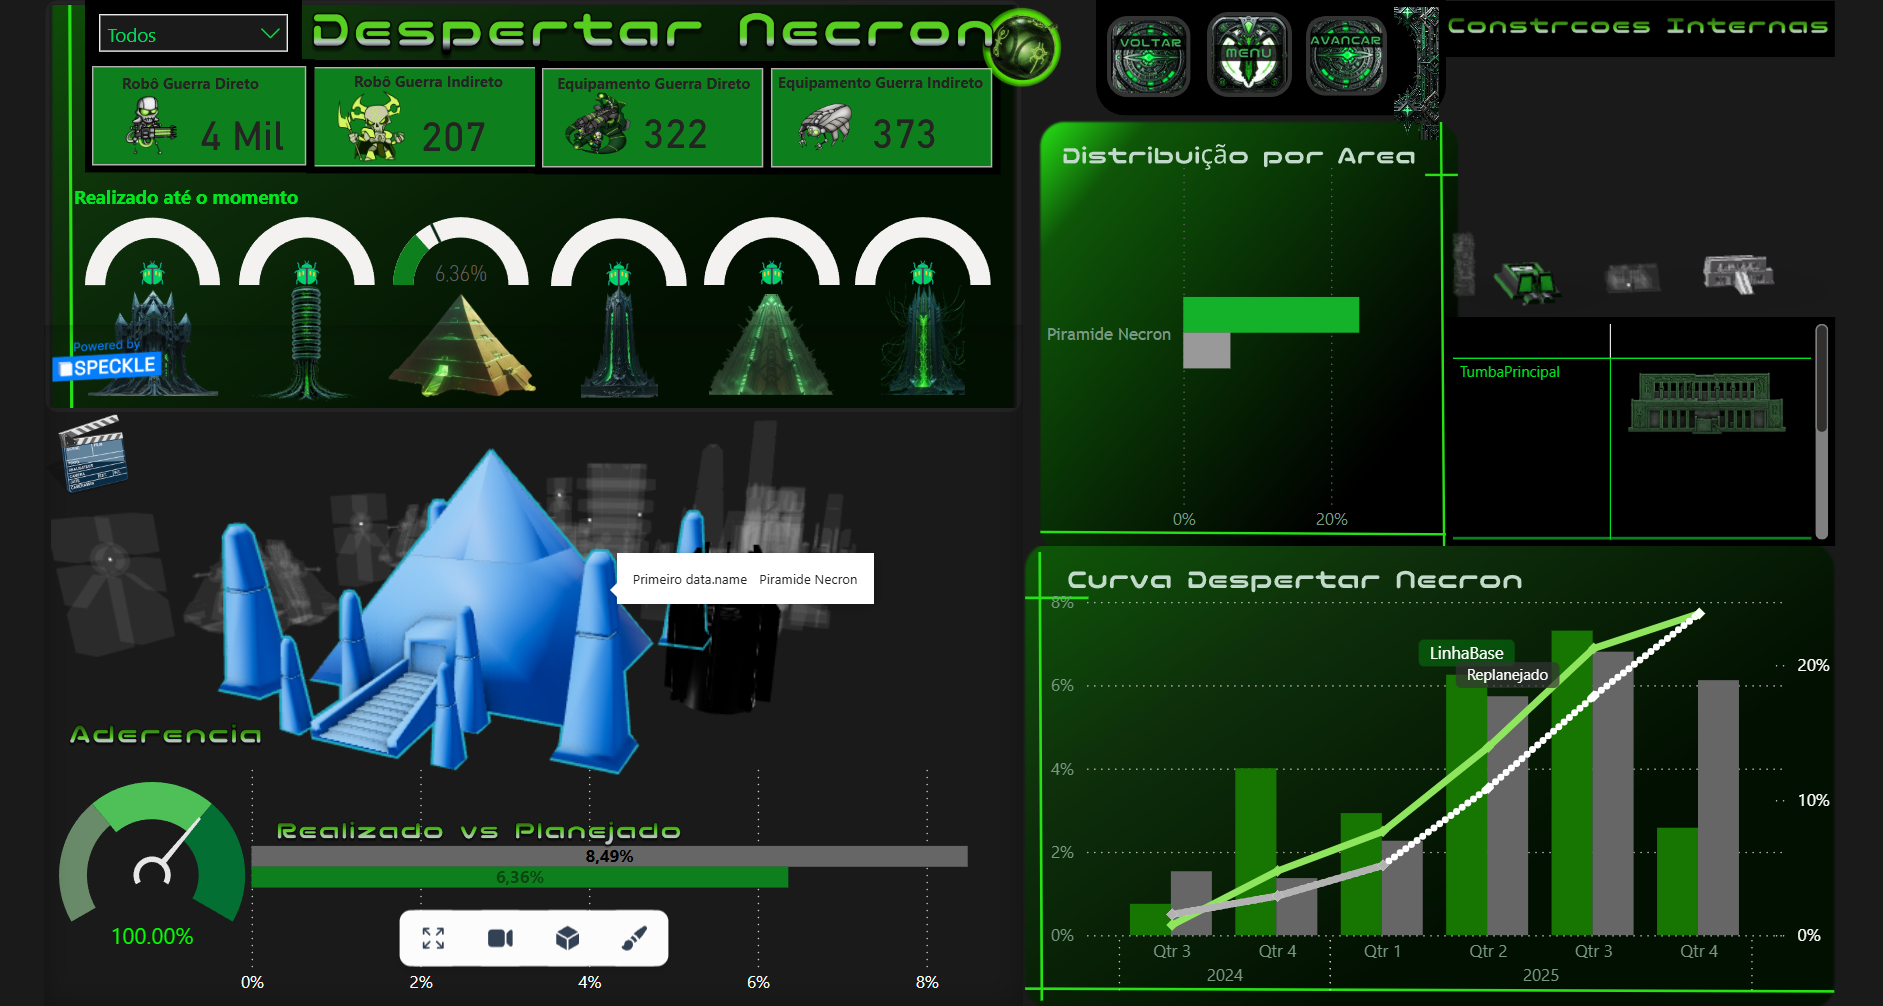 Todos
Despertar Necron
VOLTAR
MENU
AVANCAR
Constrcoes Internas
Robô Guerra Direto
4 Mil
Robô Guerra Indireto
207
Equipamento Guerra Direto
322
Equipamento Guerra Indireto
373
Realizado até o momento
6,36%
Powered by
SPECKLE
Distribuição por Area
Piramide Necron
0%
20%
TumbaPrincipal
Primeiro data.name Piramide Necron
Aderencia
100.00%
Realizado vs Planejado
8,49%
6,36%
0%
2%
4%
6%
8%
Curva Despertar Necron
8%
6%
4%
2%
0%
LinhaBase
Replanejado
20%
10%
0%
Qtr 3
Qtr 4
Qtr 1
Qtr 2
Qtr 3
Qtr 4
2024
2025